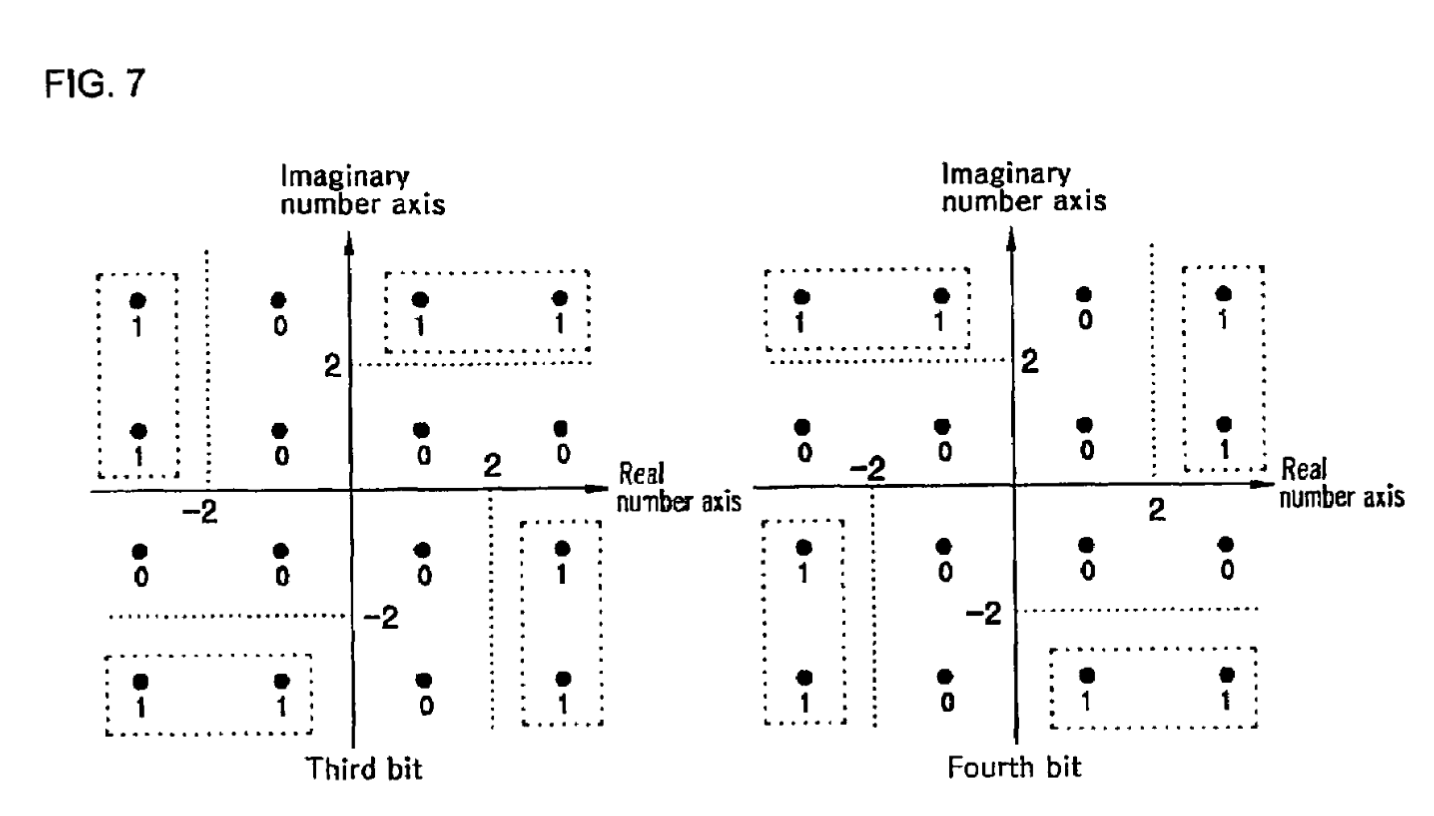 FIG. 7
Imaginary
number axis
1 0 1 1
2
1 0 0 0
2
Real
number axis
-2
0 0 0 1
-2
1 1 0 1
Third bit
Imaginary
number axis
1 1 0 1
2
0 0 0 1
-2
Real
number axis
2
1 0 0 0
-2
1 0 1 1
Fourth bit